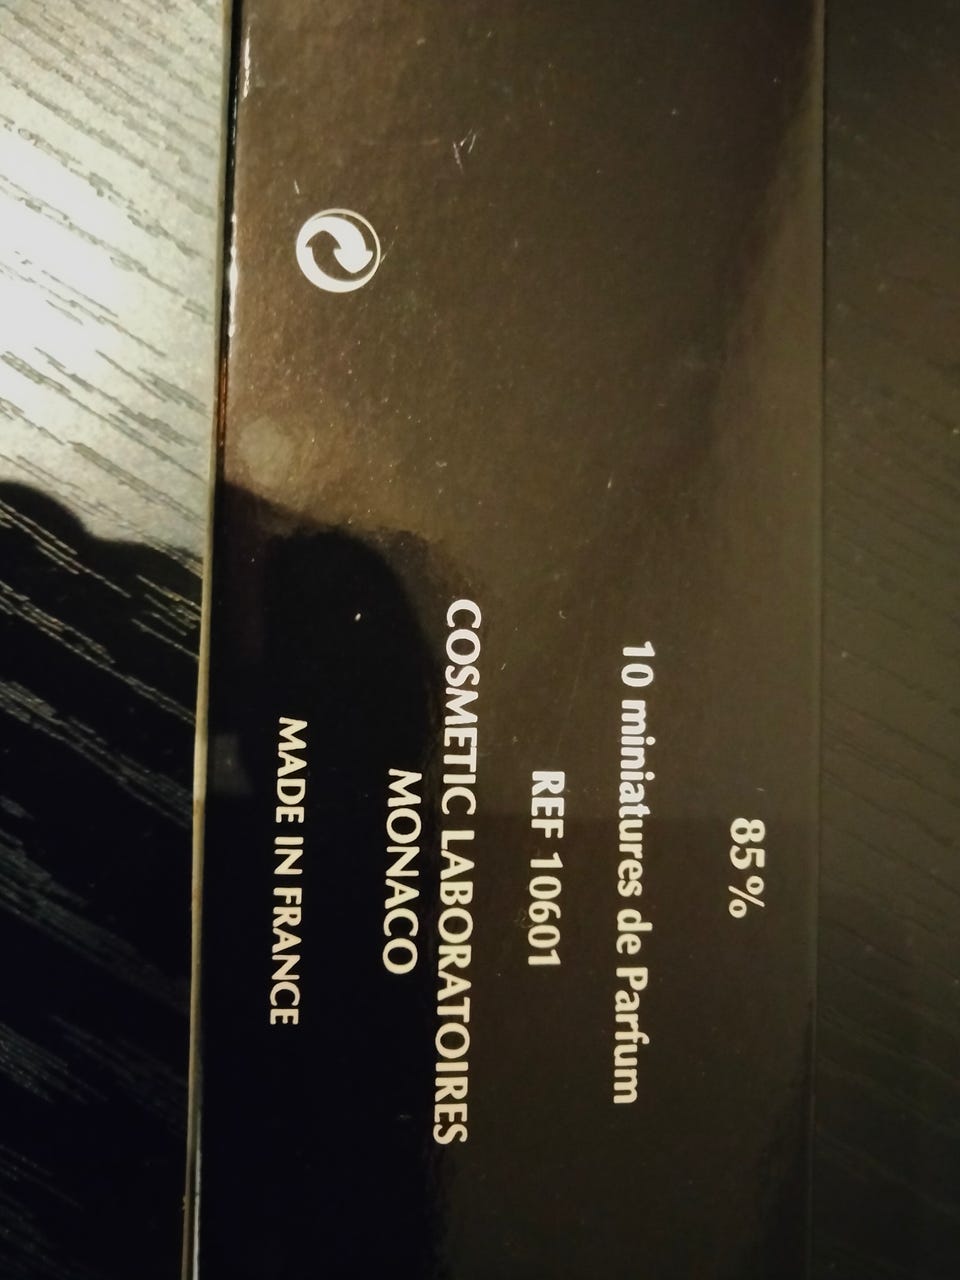 85%
10 miniatures de Parfum
REF 10601
COSMETIC LABORATOIRES
MONACO
MADE IN FRANCE